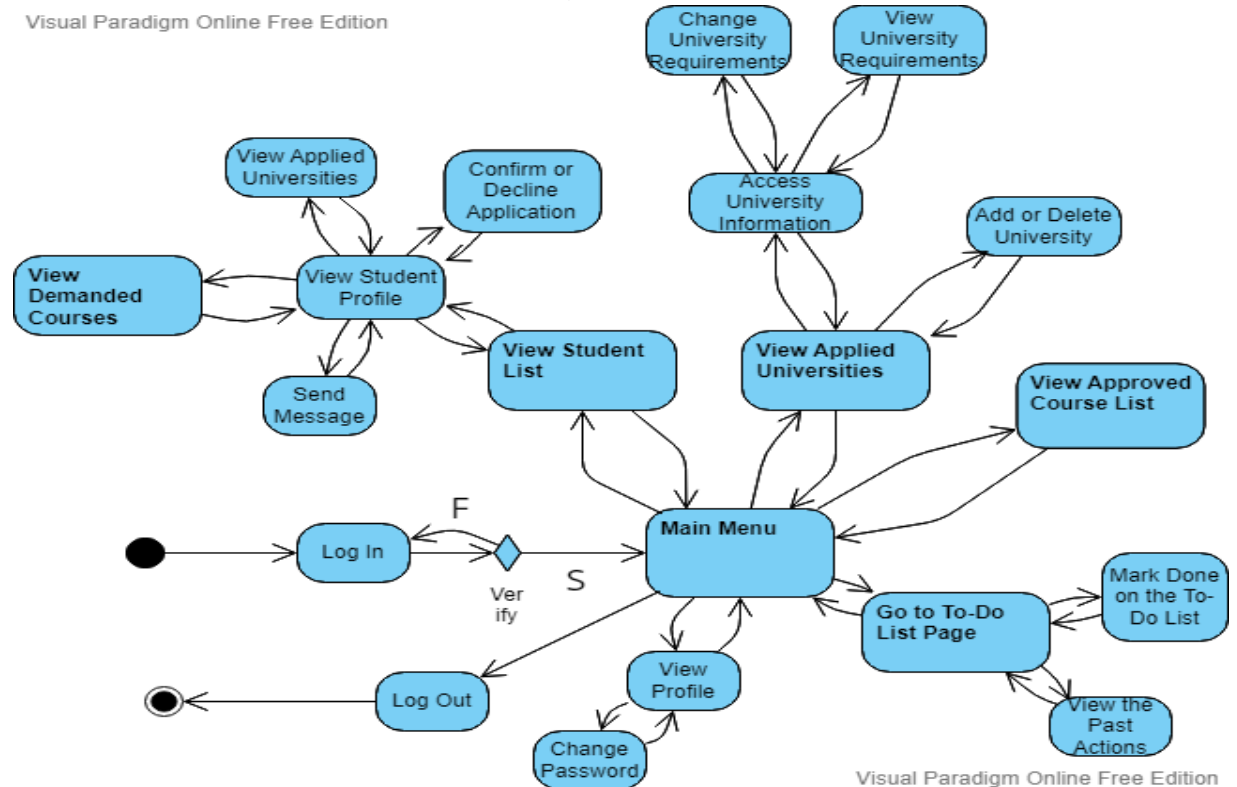 Visual Paradigm Online Free Edition
Change
University
Requirements
View
University
Requirements
View Applied
Universities
Confirm or
Decline
Application
Access
University
Information
Add or Delete
University
View
Demanded
Courses
View Student
Profile
View Student
List
View Applied
Universities
View Approved
Course List
Send
Message
F
Main Menu
Log In
S
Ver
ify
Mark Done
on the To-
Do List
Go to To-Do
List Page
View
Profile
Log Out
View the
Past
Actions
Change
Password
Visual Paradigm Online Free Edition